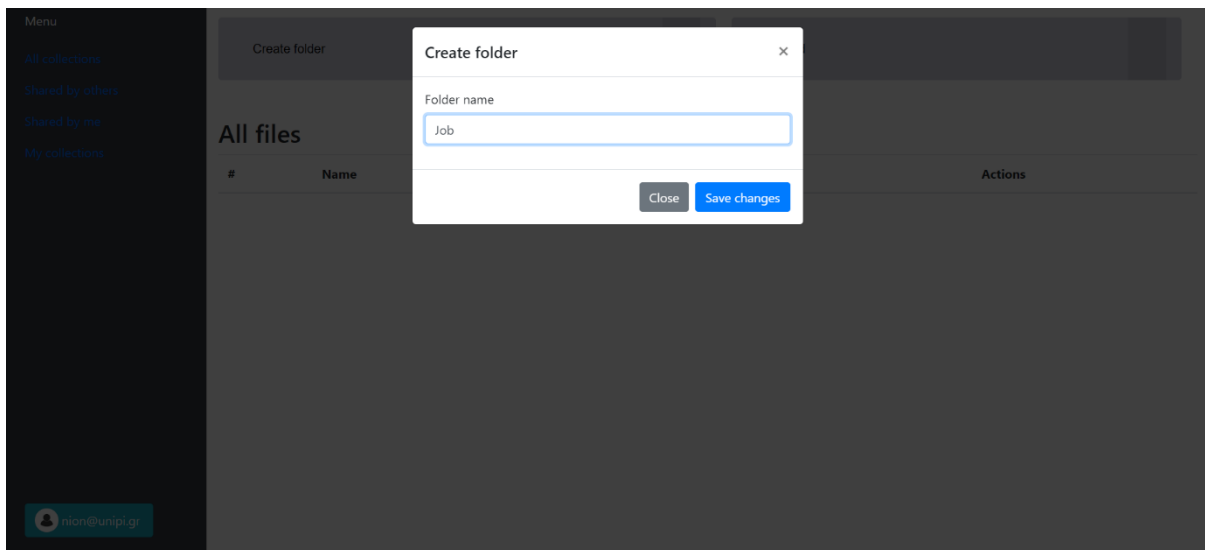 Menu
All collections
Shared by others
Shared by me
My collections
nion@unipi.gr
Create folder
All files
# Name Actions
Create folder ×
Folder name
Job
Close Save changes